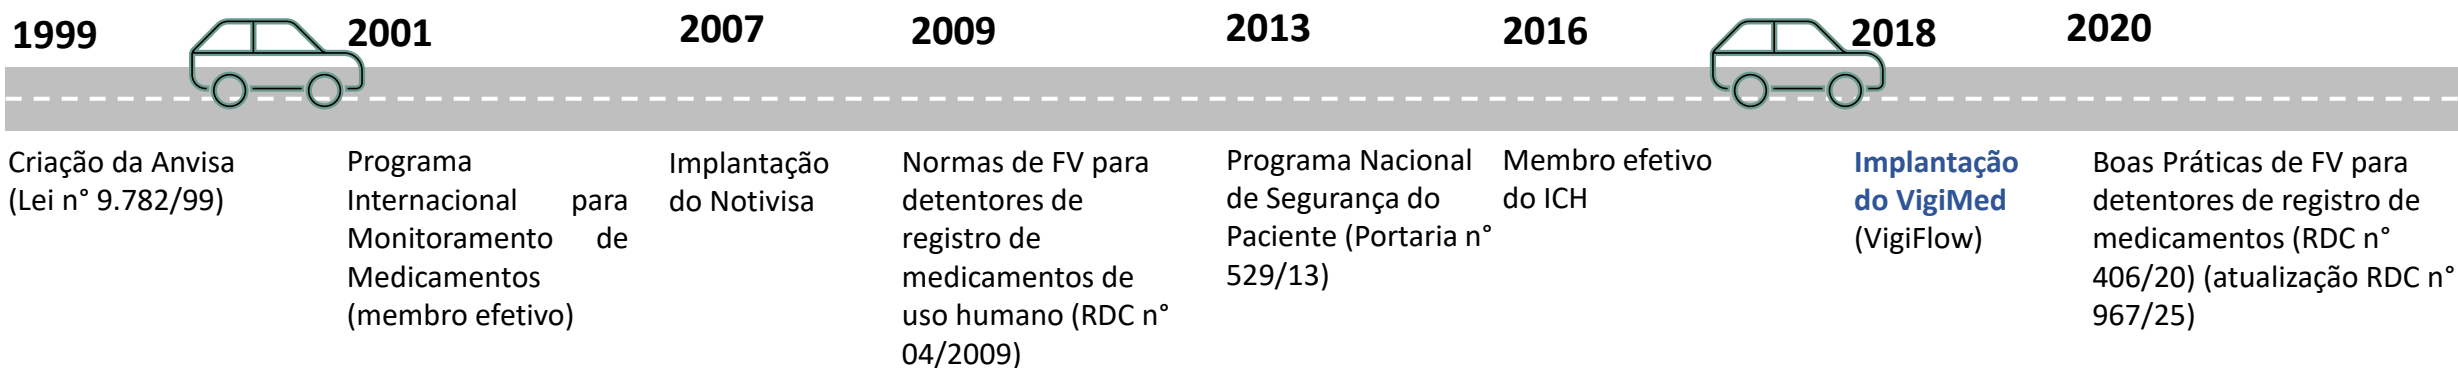 1999
Criação da Anvisa
(Lei n° 9.782/99)
2001
Programa
Internacional para
Monitoramento de
Medicamentos
(membro efetivo)
2007
Implantação
do Notivisa
2009
Normas de FV para
detentores de
registro de
medicamentos de
uso humano (RDC n°
04/2009)
2013
Programa Nacional
de Segurança do
Paciente (Portaria n°
529/13)
2016
Membro efetivo
do ICH
2018
Implantação
do VigiMed
(VigiFlow)
2020
Boas Práticas de FV para
detentores de registro de
medicamentos (RDC n°
406/20) (atualização RDC n°
967/25)